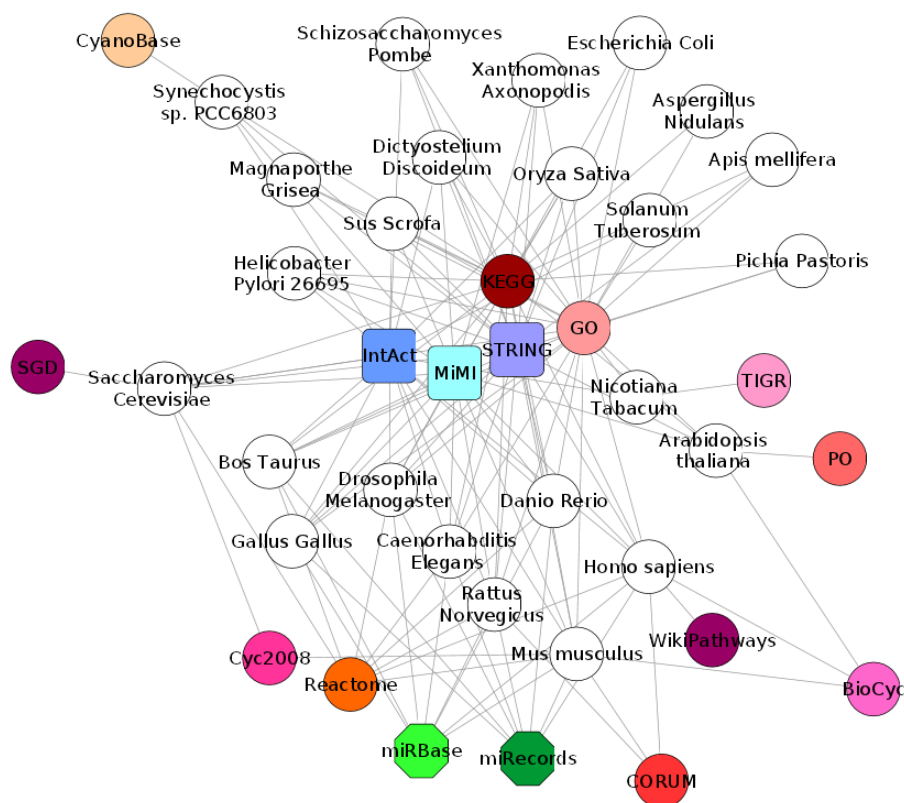 CyanoBase
Schizosaccharomyces
Pombe
Escherichia Coli
Xanthomonas
Axonopodis
Synechocystis
sp. PCC6803
Aspergillus
Nidulans
Dictyostelium
Discoideum
Apis mellifera
Magnaporthe
Grisea
Oryza Sativa
Sus Scrofa
Solanum
Tuberosum
Helicobacter
Pylori 26695
Pichia Pastoris
KEGG
GO
IntAct
STRING
MiMI
SGD
Saccharomyces
Cerevisiae
Nicotiana
Tabacum
TIGR
Arabidopsis
thaliana
PO
Bos Taurus
Drosophila
Melanogaster
Danio Rerio
Gallus Gallus
Caenorhabditis
Elegans
Homo sapiens
Rattus
Norvegicus
WikiPathways
Cyc2008
Mus musculus
Reactome
BioCyc
miRBase
miRecords
CORUM